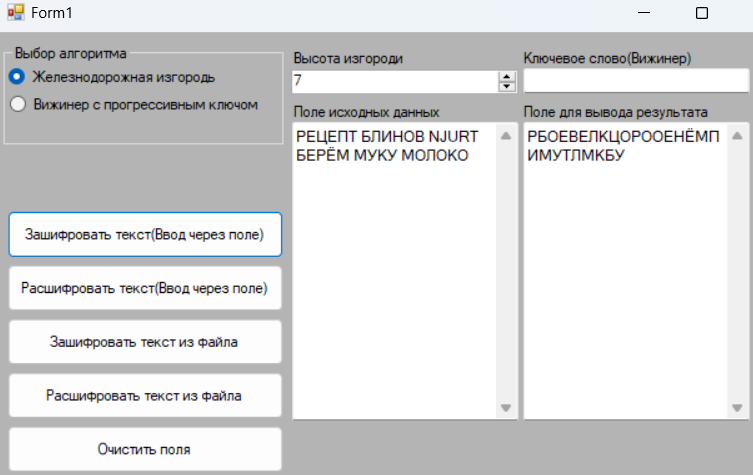 Form1
Выбор алгоритма
Железнодорожная изгородь
Вижинер с прогрессивным ключом
Высота изгороди
7
Ключевое слово(Вижинер)
Поле исходных данных
РЕЦЕПТ БЛИНОВ NJURT
БЕРЁМ МУКУ МОЛОКО
Поле для вывода результата
РБОЕВЕЛКЦОРООЕНЁМП
ИМУТЛМКБУ
Зашифровать текст(Ввод через поле)
Расшифровать текст(Ввод через поле)
Зашифровать текст из файла
Расшифровать текст из файла
Очистить поля